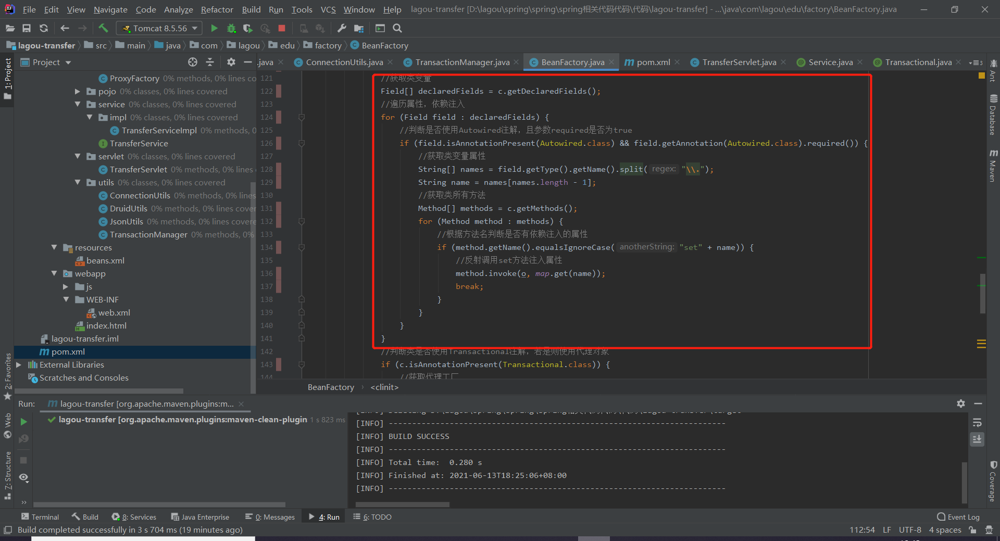 File Edit View Navigate Code Analyze Refactor Build Run Tools VCS Window Help lagou-transfer [D:\lagou\spring\spring\spring相关代码代码\代码\lagou-transfer] - ...\java\com\lagou\edu\factory\BeanFactory.java
Tomcat 8.5.56
lagou-transfer src main java com lagou edu factory BeanFactory
Project
.java ConnectionUtils.java TransactionManager.java BeanFactory.java pom.xml TransferServlet.java Service.java Transactional.java 3
1: Project
2: Favorites
Web
7: Structure
ProxyFactory 0% methods, 0% lines co
pojo 0% classes, 0% lines covered
service 0% classes, 0% lines covered
impl 0% classes, 0% lines covered
TransferServiceImpl 0% methods, 0
TransferService
servlet 0% classes, 0% lines covered
TransferServlet 0% methods, 0% lines
utils 0% classes, 0% lines covered
ConnectionUtils 0% methods, 0% lines
DruidUtils 0% methods, 0% lines cover
JsonUtils 0% methods, 0% lines covere
TransactionManager 0% methods, 0%
resources
beans.xml
webapp
js
WEB-INF
web.xml
index.html
lagou-transfer.iml
pom.xml
External Libraries
Scratches and Consoles
121 //获取类变量
122 Field[] declaredFields = c.getDeclaredFields();
123 //遍历属性，依赖注入
124 for (Field field : declaredFields) {
125 //判断是否使用Autowired注解，且参数required是否为true
126 if (field.isAnnotationPresent(Autowired.class) && field.getAnnotation(Autowired.class).required()) {
127 //获取类变量属性
128 String[] names = field.getType().getName().split( regex: "\\.");
129 String name = names[names.length - 1];
130 //获取类所有方法
131 Method[] methods = c.getMethods();
132 for (Method method : methods) {
133 //根据方法名判断是否有依赖注入的属性
134 if (method.getName().equalsIgnoreCase( anotherString: "set" + name)) {
135 //反射调用set方法注入属性
136 method.invoke(o, map.get(name));
137 break;
138 }
139 }
140 }
141 }
142 //判断类是否使用Transactional注解，若是则使用代理对象
143 if (c.isAnnotationPresent(Transactional.class)) {
144 //获取代理工厂
BeanFactory <clinit>
Ant
Database
Maven
Coverage
Run: lagou-transfer [org.apache.maven.plugins:m...
lagou-transfer [org.apache.maven.plugins:maven-clean-plugin 1 s 823 ms
[INFO] ------------------------------------------------------------------------
[INFO] BUILD SUCCESS
[INFO] ------------------------------------------------------------------------
[INFO] Total time:  0.280 s
[INFO] Finished at: 2021-06-13T18:25:06+08:00
[INFO] ------------------------------------------------------------------------
Terminal Build 8: Services Java Enterprise 0: Messages 4: Run 6: TODO Event Log
Build completed successfully in 3 s 704 ms (19 minutes ago) 112:54 LF UTF-8 4 spaces